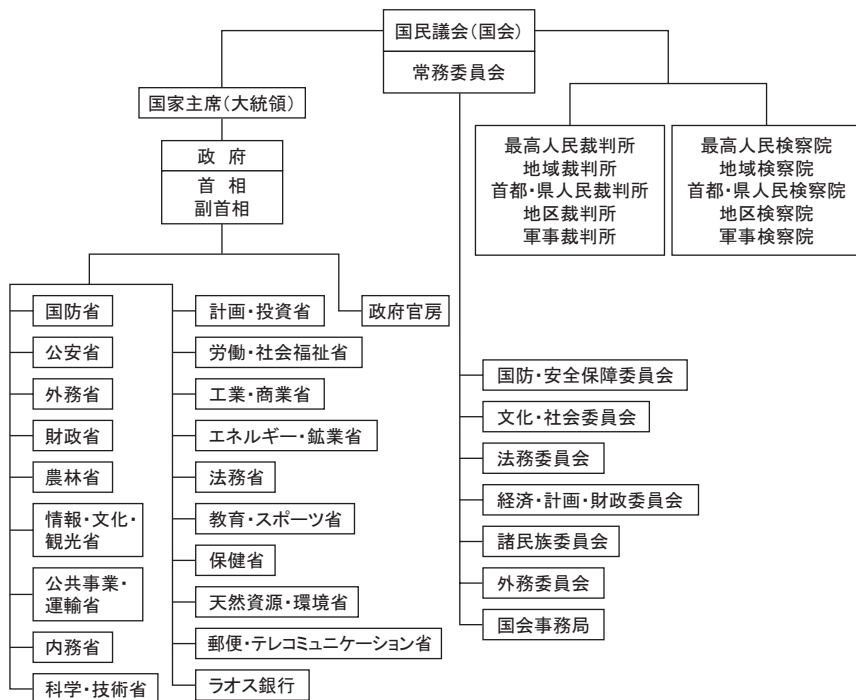 国民議会(国会)
常務委員会
国家主席(大統領)
政　府
首　相
副首相
最高人民裁判所
地域裁判所
首都・県人民裁判所
地区裁判所
軍事裁判所
最高人民検察院
地域検察院
首都・県人民検察院
地区検察院
軍事検察院
国防省
公安省
外務省
財政省
農林省
情報・文化・
観光省
公共事業・
運輸省
内務省
科学・技術省
計画・投資省
労働・社会福祉省
工業・商業省
エネルギー・鉱業省
法務省
教育・スポーツ省
保健省
天然資源・環境省
郵便・テレコミュニケーション省
ラオス銀行
政府官房
国防・安全保障委員会
文化・社会委員会
法務委員会
経済・計画・財政委員会
諸民族委員会
外務委員会
国会事務局